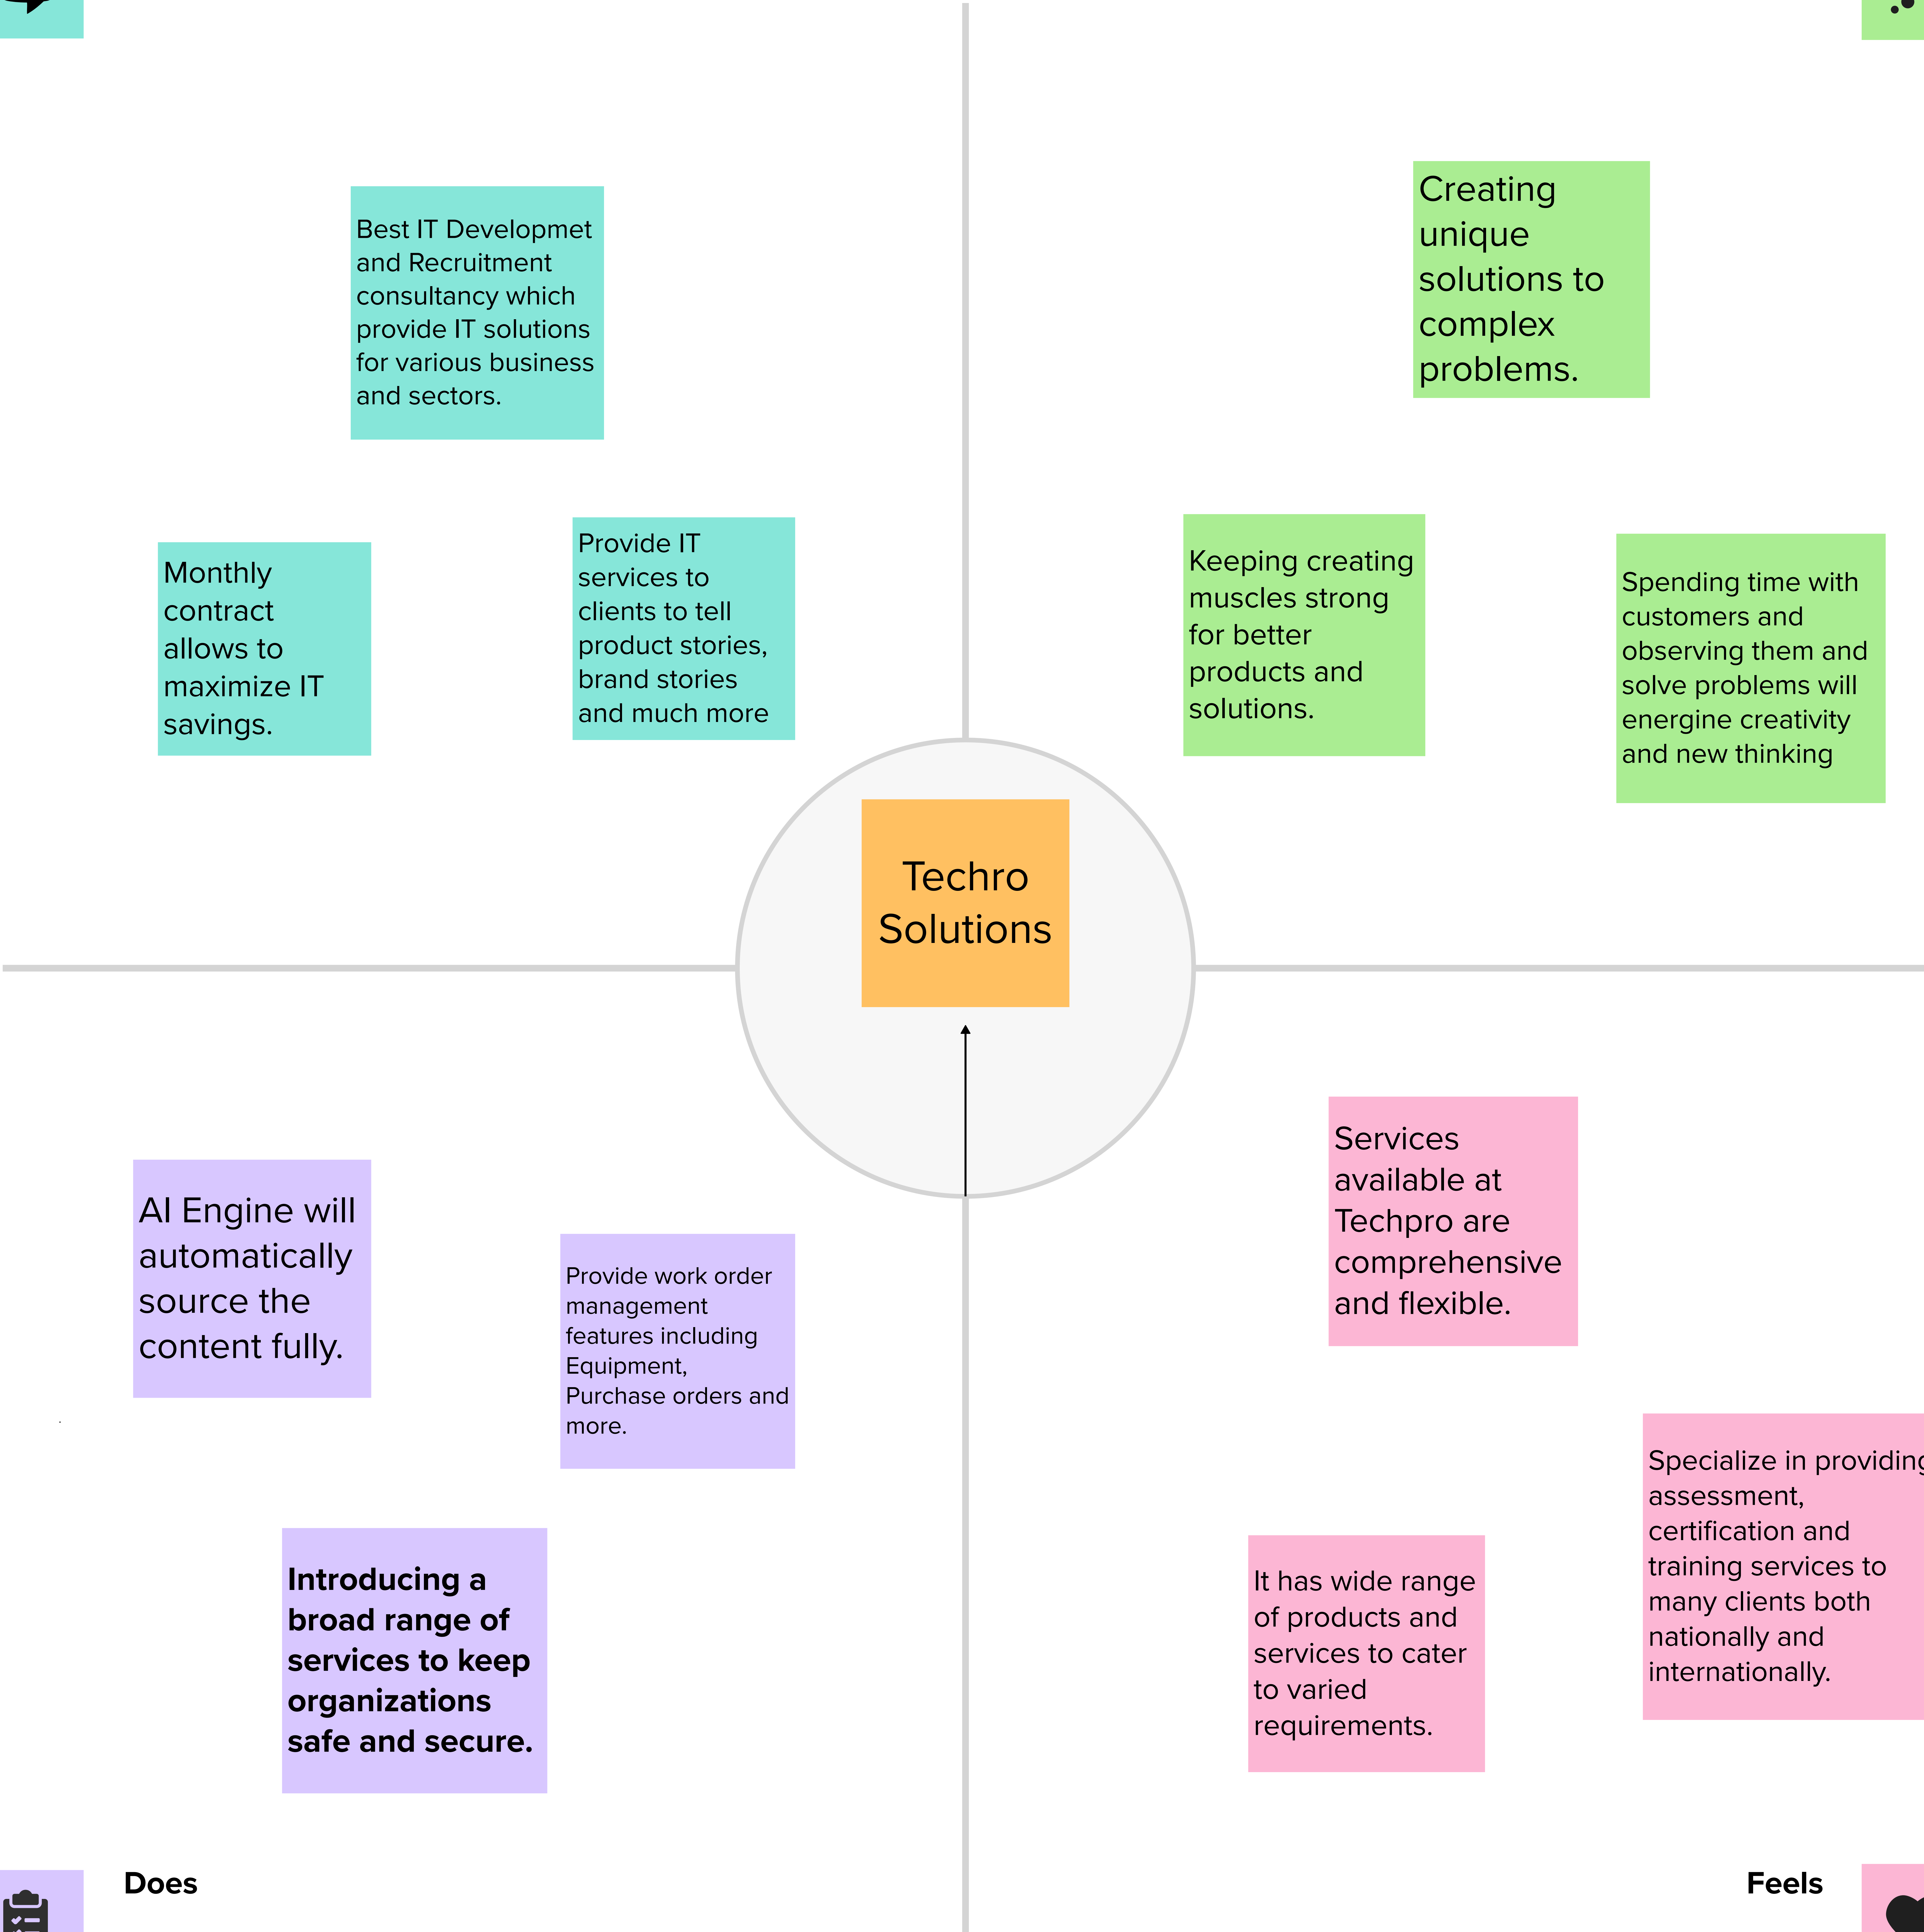 Best IT Developmet
and Recruitment
consultancy which
provide IT solutions
for various business
and sectors.
Monthly
contract
allows to
maximize IT
savings.
Provide IT
services to
clients to tell
product stories,
brand stories
and much more
Creating
unique
solutions to
complex
problems.
Keeping creating
muscles strong
for better
products and
solutions.
Spending time with
customers and
observing them and
solve problems will
energine creativity
and new thinking
Techro
Solutions
AI Engine will
automatically
source the
content fully.
Provide work order
management
features including
Equipment,
Purchase orders and
more.
Introducing a
broad range of
services to keep
organizations
safe and secure.
Services
available at
Techpro are
comprehensive
and flexible.
It has wide range
of products and
services to cater
to varied
requirements.
Specialize in providing
assessment,
certification and
training services to
many clients both
nationally and
internationally.
Does
Feels